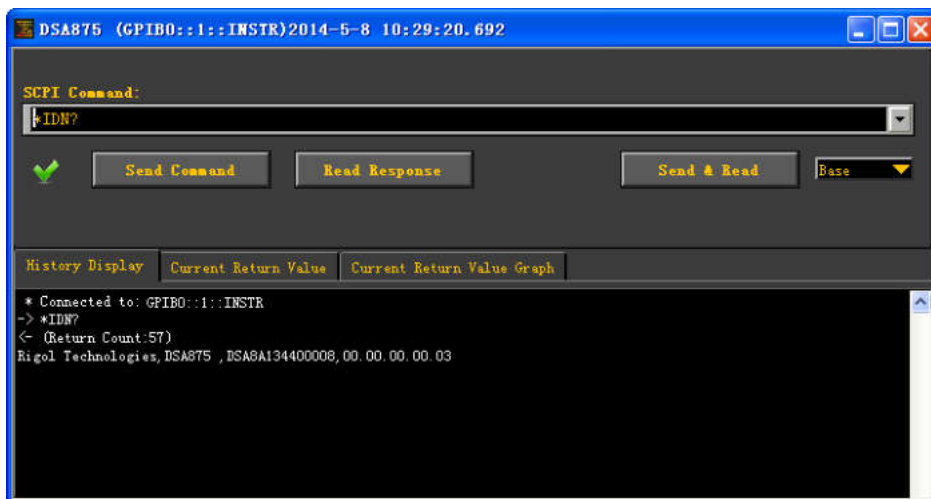 DSA875 (GPIB0::1::INSTR)2014-5-8 10:29:20.692
SCPI Command:
*IDN?
Send Command Read Response Send & Read Base
History Display Current Return Value Current Return Value Graph
* Connected to: GPIB0::1::INSTR
-> *IDN?
<- (Return Count:57)
Rigol Technologies,DSA875 ,DSA8A134400008,00.00.00.00.03